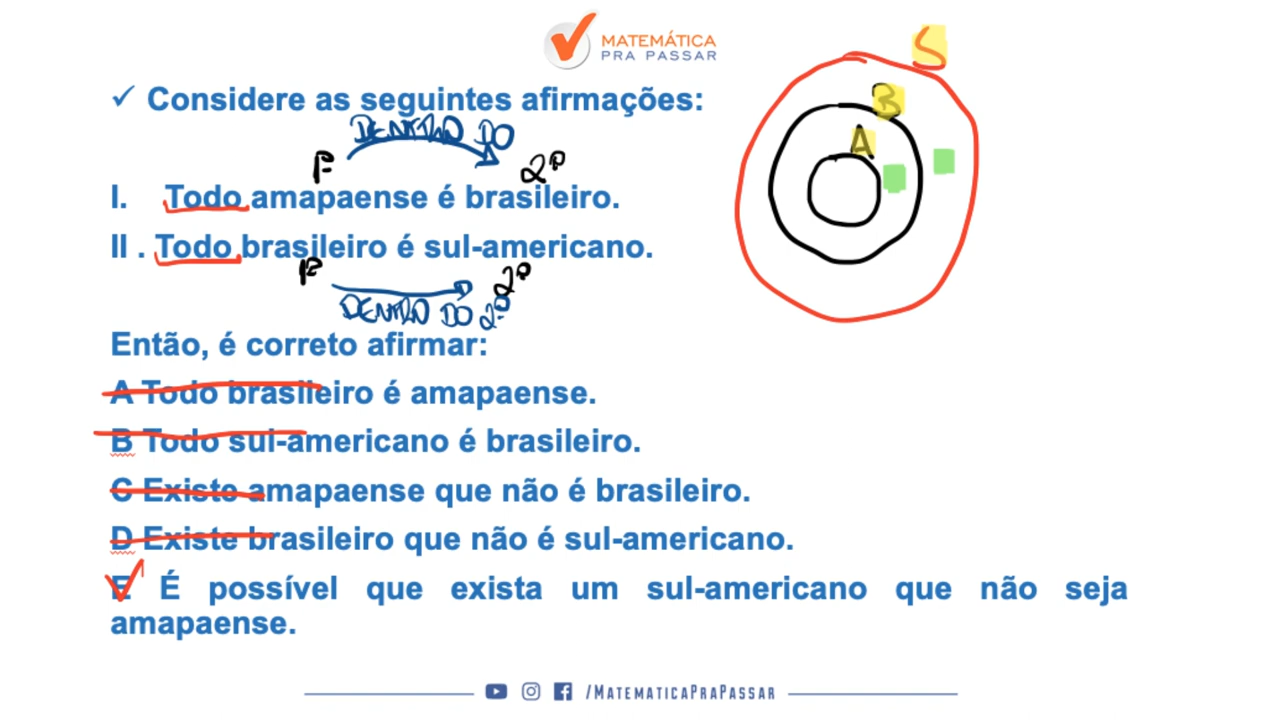 MATEMÁTICA
PRA PASSAR
S
✓ Considere as seguintes afirmações:
B
DENTRO DO
A
1º 2º
I. Todo amapaense é brasileiro.
II . Todo brasileiro é sul-americano.
1º 2º
DENTRO DO 2º
Então, é correto afirmar:
A Todo brasileiro é amapaense.
B Todo sul-americano é brasileiro.
C Existe amapaense que não é brasileiro.
D Existe brasileiro que não é sul-americano.
E É possível que exista um sul-americano que não seja
amapaense.
/MatematicaPraPassar